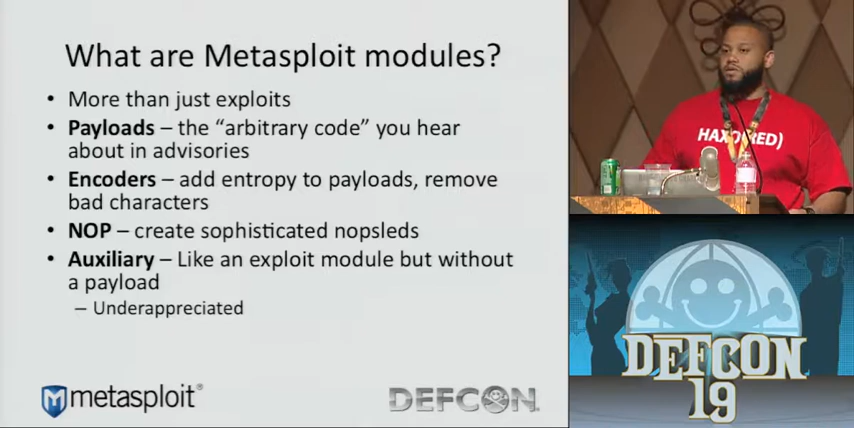 What are Metasploit modules?
• More than just exploits
• Payloads – the “arbitrary code” you hear
about in advisories
• Encoders – add entropy to payloads, remove
bad characters
• NOP – create sophisticated nopsleds
• Auxiliary – Like an exploit module but without
a payload
– Underappreciated
metasploit®
DEFCON
HAXO(RED)
DEFCON
19